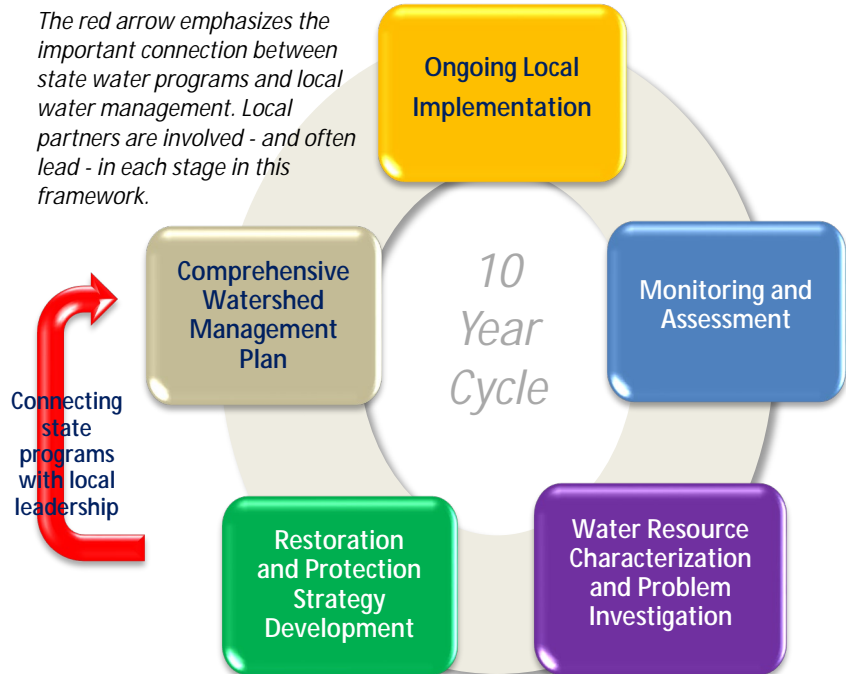 The red arrow emphasizes the
important connection between
state water programs and local
water management. Local
partners are involved - and often
lead - in each stage in this
framework.
Ongoing Local
Implementation
Monitoring and
Assessment
Water Resource
Characterization
and Problem
Investigation
Restoration
and Protection
Strategy
Development
Comprehensive
Watershed
Management
Plan
10
Year
Cycle
Connecting
state
programs
with local
leadership